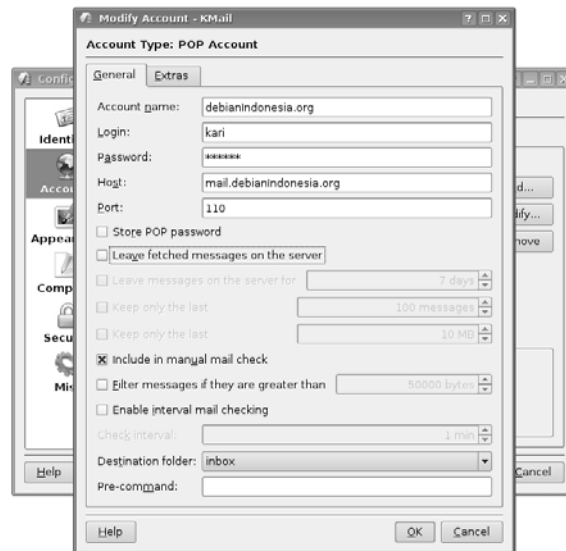 Modify Account - KMail
Account Type: POP Account
General Extras
Account name: debianIndonesia.org
Login: kari
Password: ******
Host: mail.debianIndonesia.org
Port: 110
Store POP password
Leave fetched messages on the server
Leave messages on the server for 7 days
Keep only the last 100 messages
Keep only the last 10 MB
Include in manual mail check
Filter messages if they are greater than 50000 bytes
Enable interval mail checking
Check interval: 1 min
Destination folder: inbox
Pre-command:
Help OK Cancel
Help
Cancel